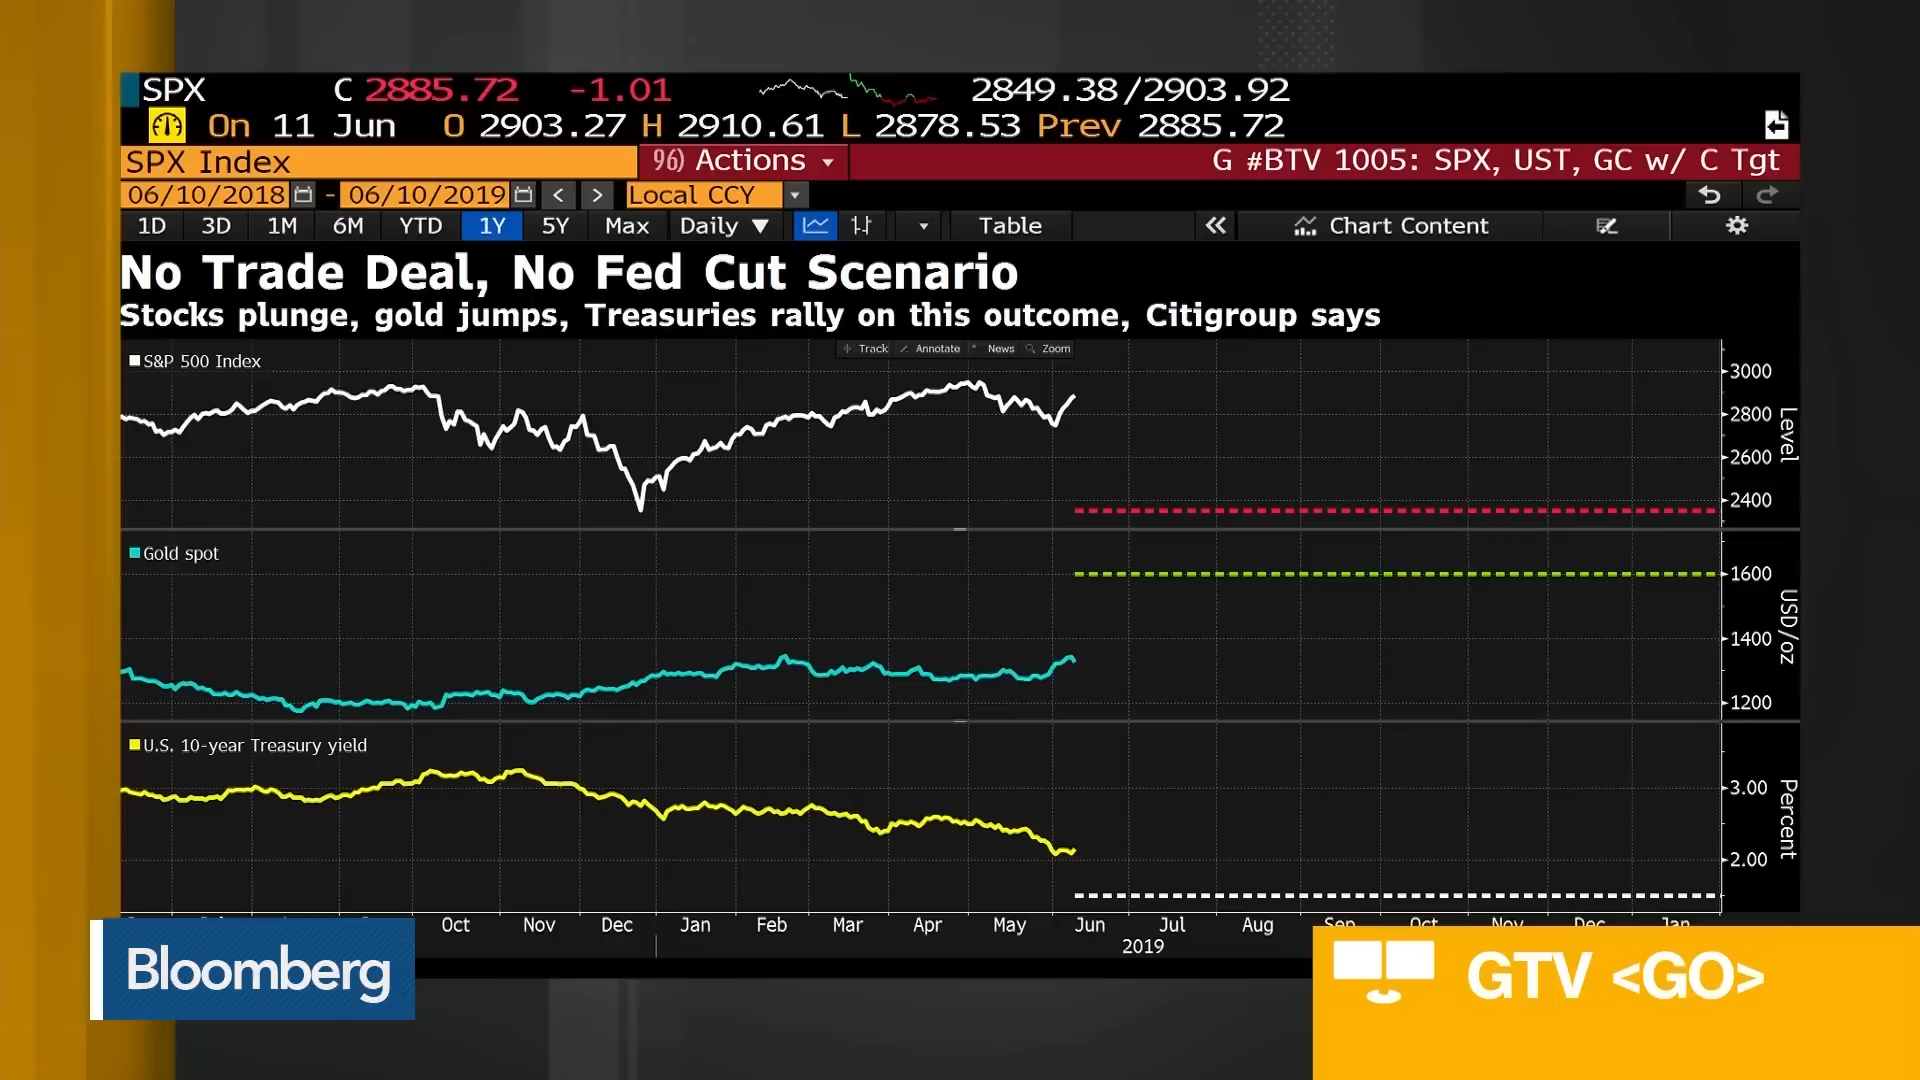 SPX C 2885.72 -1.01 2849.38/2903.92
On 11 Jun O 2903.27 H 2910.61 L 2878.53 Prev 2885.72
SPX Index 96) Actions G #BTV 1005: SPX, UST, GC w/ C Tgt
06/10/2018 - 06/10/2019 < > Local CCY
1D 3D 1M 6M YTD 1Y 5Y Max Daily ▼ Table « Chart Content
No Trade Deal, No Fed Cut Scenario
Stocks plunge, gold jumps, Treasuries rally on this outcome, Citigroup says
Track Annotate News Zoom
S&P 500 Index
3000
2800
2600
2400
Level
Gold spot
1600
1400
1200
USD/oz
U.S. 10-year Treasury yield
3.00
2.00
Percent
Oct Nov Dec Jan Feb Mar Apr May Jun Jul Aug Sep Oct Nov Dec Jan
2019
Bloomberg
GTV <GO>